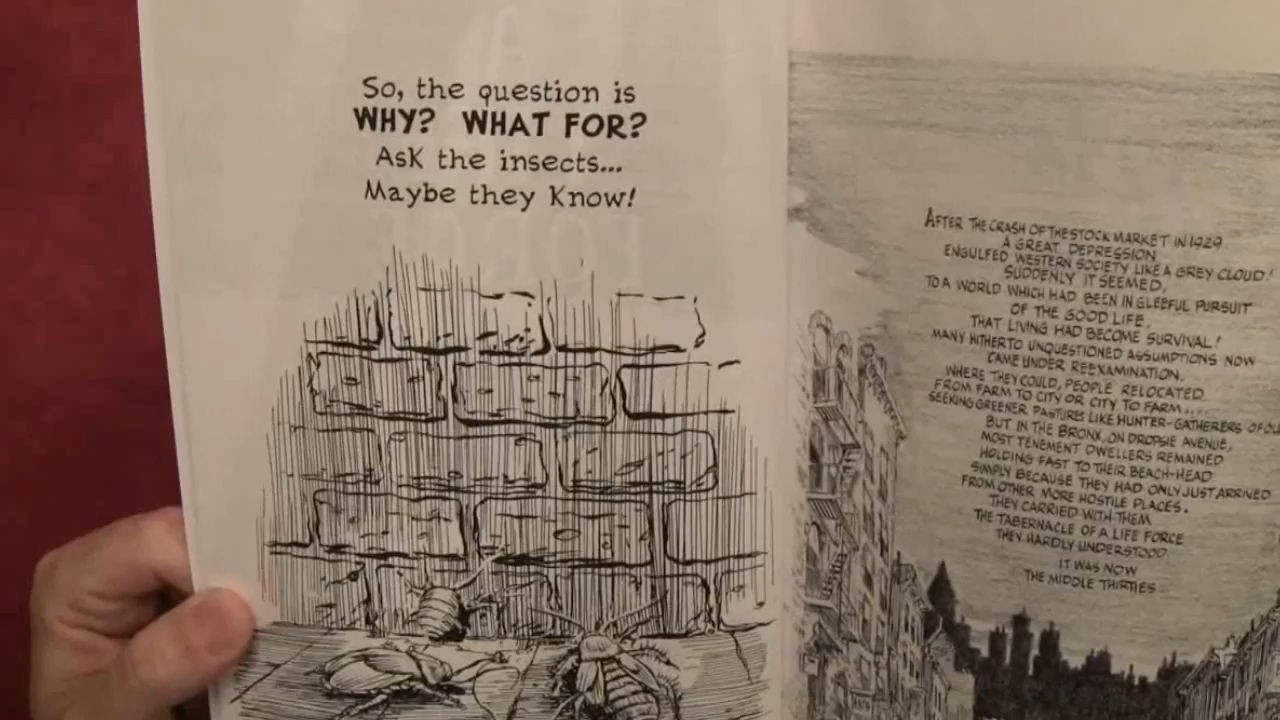 So, the question is
WHY? WHAT FOR?
Ask the insects...
Maybe they Know!
AFTER THE CRASH OF THE STOCK MARKET IN 1929
A GREAT DEPRESSION
ENGULFED WESTERN SOCIETY LIKE A GREY CLOUD!
SUDDENLY IT SEEMED,
TO A WORLD WHICH HAD BEEN IN GLEEFUL PURSUIT
OF THE GOOD LIFE,
THAT LIVING HAD BECOME SURVIVAL!
MANY HITHERTO UNQUESTIONED ASSUMPTIONS NOW
CAME UNDER REEXAMINATION.
WHERE THEY COULD, PEOPLE RELOCATED
FROM FARM TO CITY OR CITY TO FARM....
SEEKING GREENER PASTURES LIKE HUNTER-GATHERERS OF
BUT IN THE BRONX, ON DROPSIE AVENUE,
MOST TENEMENT DWELLERS REMAINED
HOLDING FAST TO THEIR BEACH-HEAD
SIMPLY BECAUSE THEY HAD ONLY JUST ARRIVED
FROM OTHER MORE HOSTILE PLACES.
THEY CARRIED WITH THEM
THE TABERNACLE OF A LIFE FORCE
THEY HARDLY UNDERSTOOD
IT WAS NOW
THE MIDDLE THIRTIES